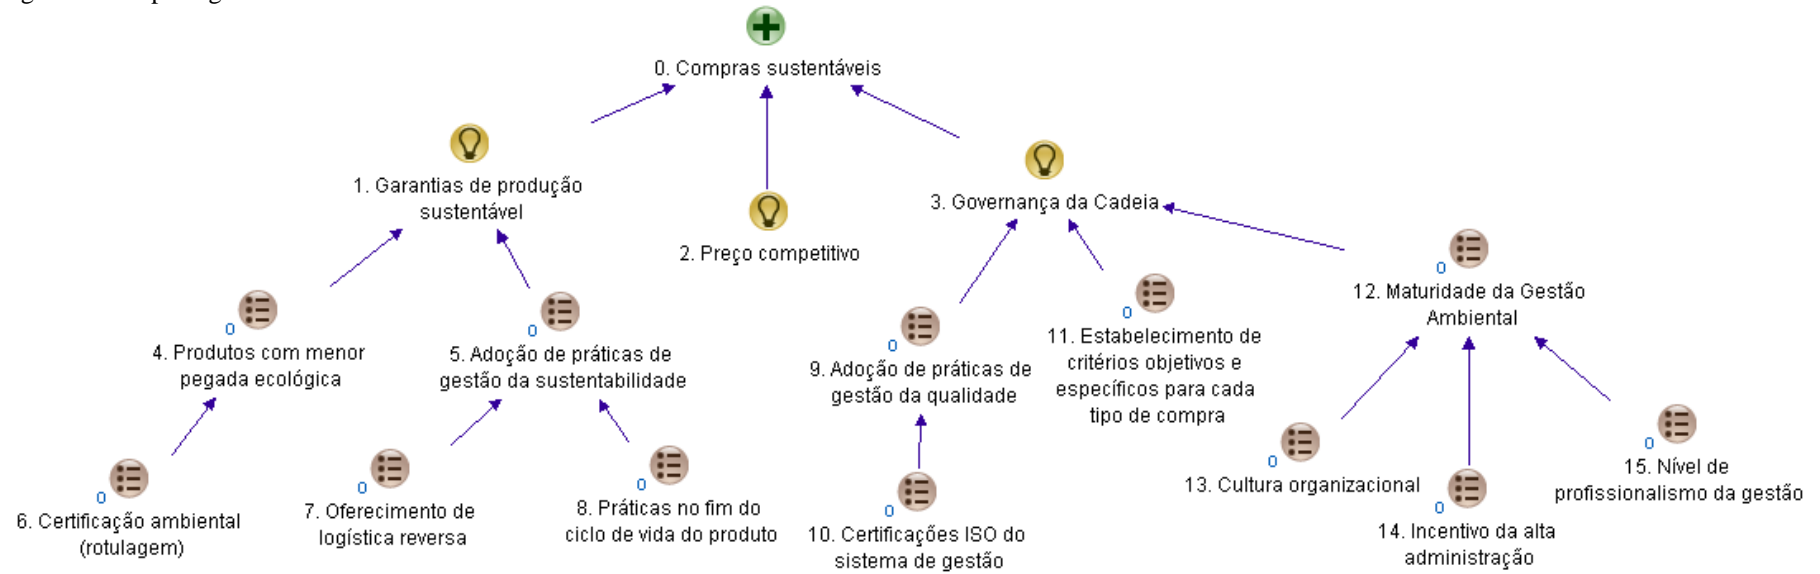 0. Compras sustentáveis
1. Garantias de produção
sustentável
2. Preço competitivo
3. Governança da Cadeia
0
4. Produtos com menor
pegada ecológica
0
5. Adoção de práticas de
gestão da sustentabilidade
0
6. Certificação ambiental
(rotulagem)
0
7. Oferecimento de
logística reversa
0
8. Práticas no fim do
ciclo de vida do produto
0
9. Adoção de práticas de
gestão da qualidade
0
10. Certificações ISO do
sistema de gestão
0
11. Estabelecimento de
critérios objetivos e
específicos para cada
tipo de compra
0
12. Maturidade da Gestão
Ambiental
0
13. Cultura organizacional
0
14. Incentivo da alta
administração
0
15. Nível de
profissionalismo da gestão